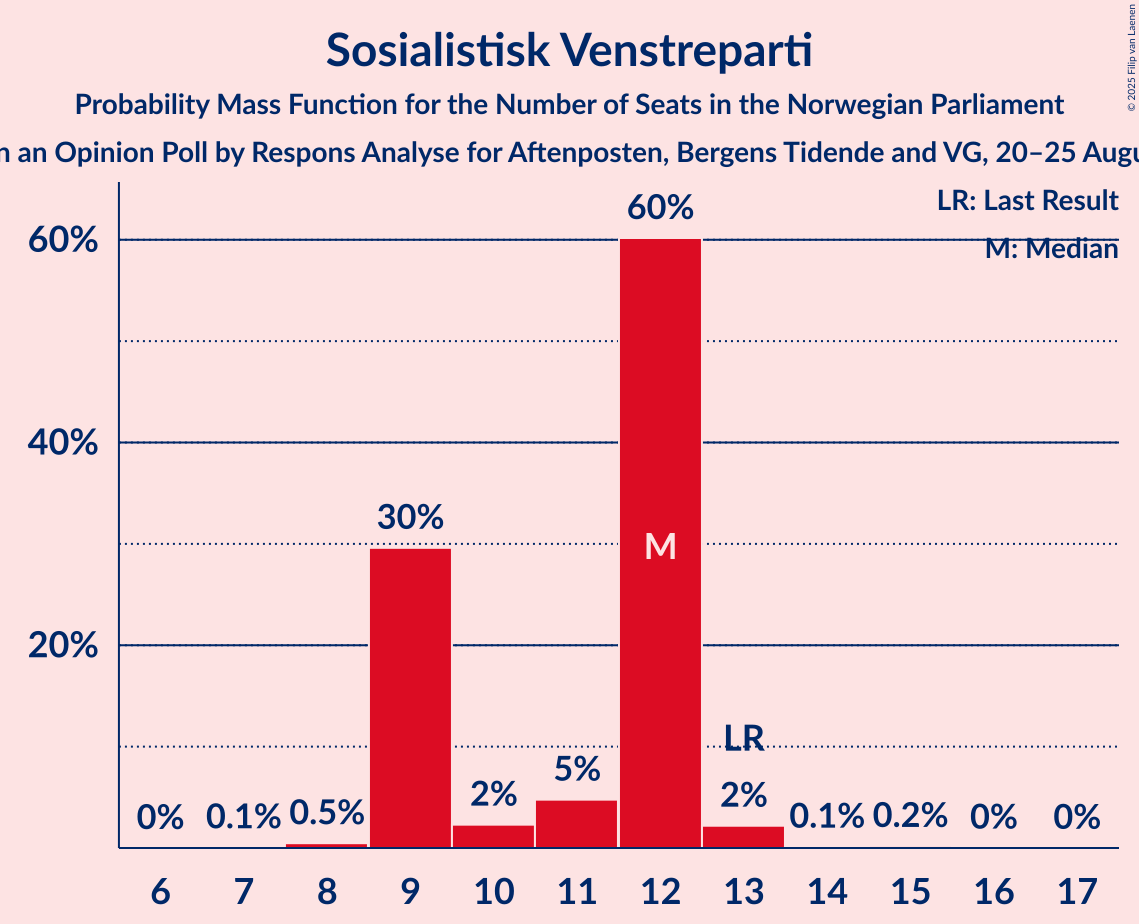 Sosialistisk Venstreparti
Probability Mass Function for the Number of Seats in the Norwegian Parliament
an Opinion Poll by Respons Analyse for Aftenposten, Bergens Tidende and VG, 20–25
© 2025 Filip van Laenen
LR: Last Result
M: Median
60%
40%
20%
0%
0.1%
0.5%
30%
2%
5%
60%
M
LR
2%
0.1%
0.2%
0%
0%
6 7 8 9 10 11 12 13 14 15 16 17